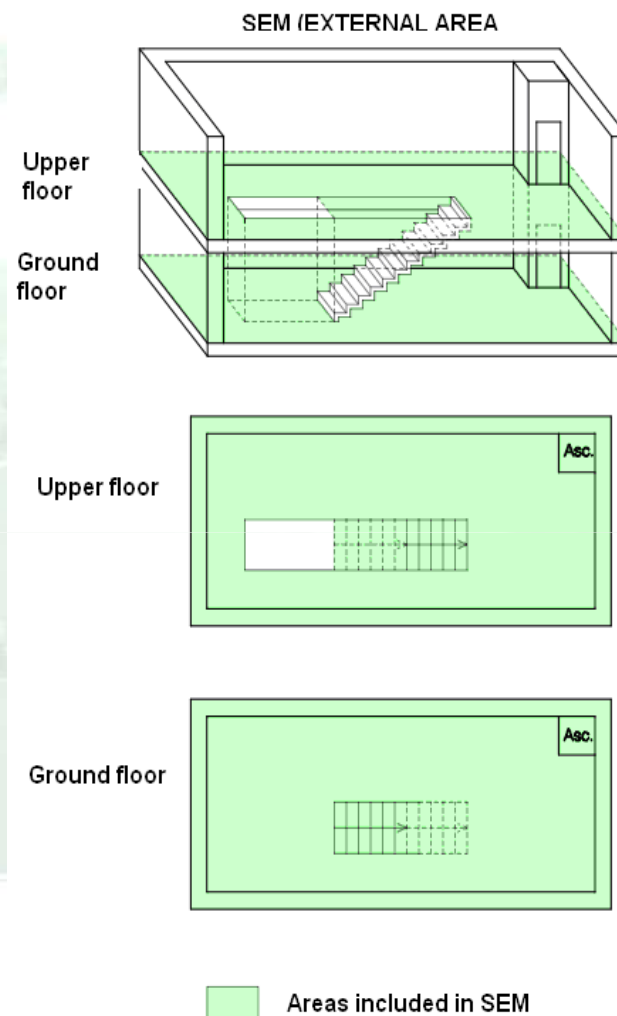 SEM (EXTERNAL AREA
Upper
floor
Ground
floor
Upper floor
Asc.
Ground floor
Asc.
Areas included in SEM